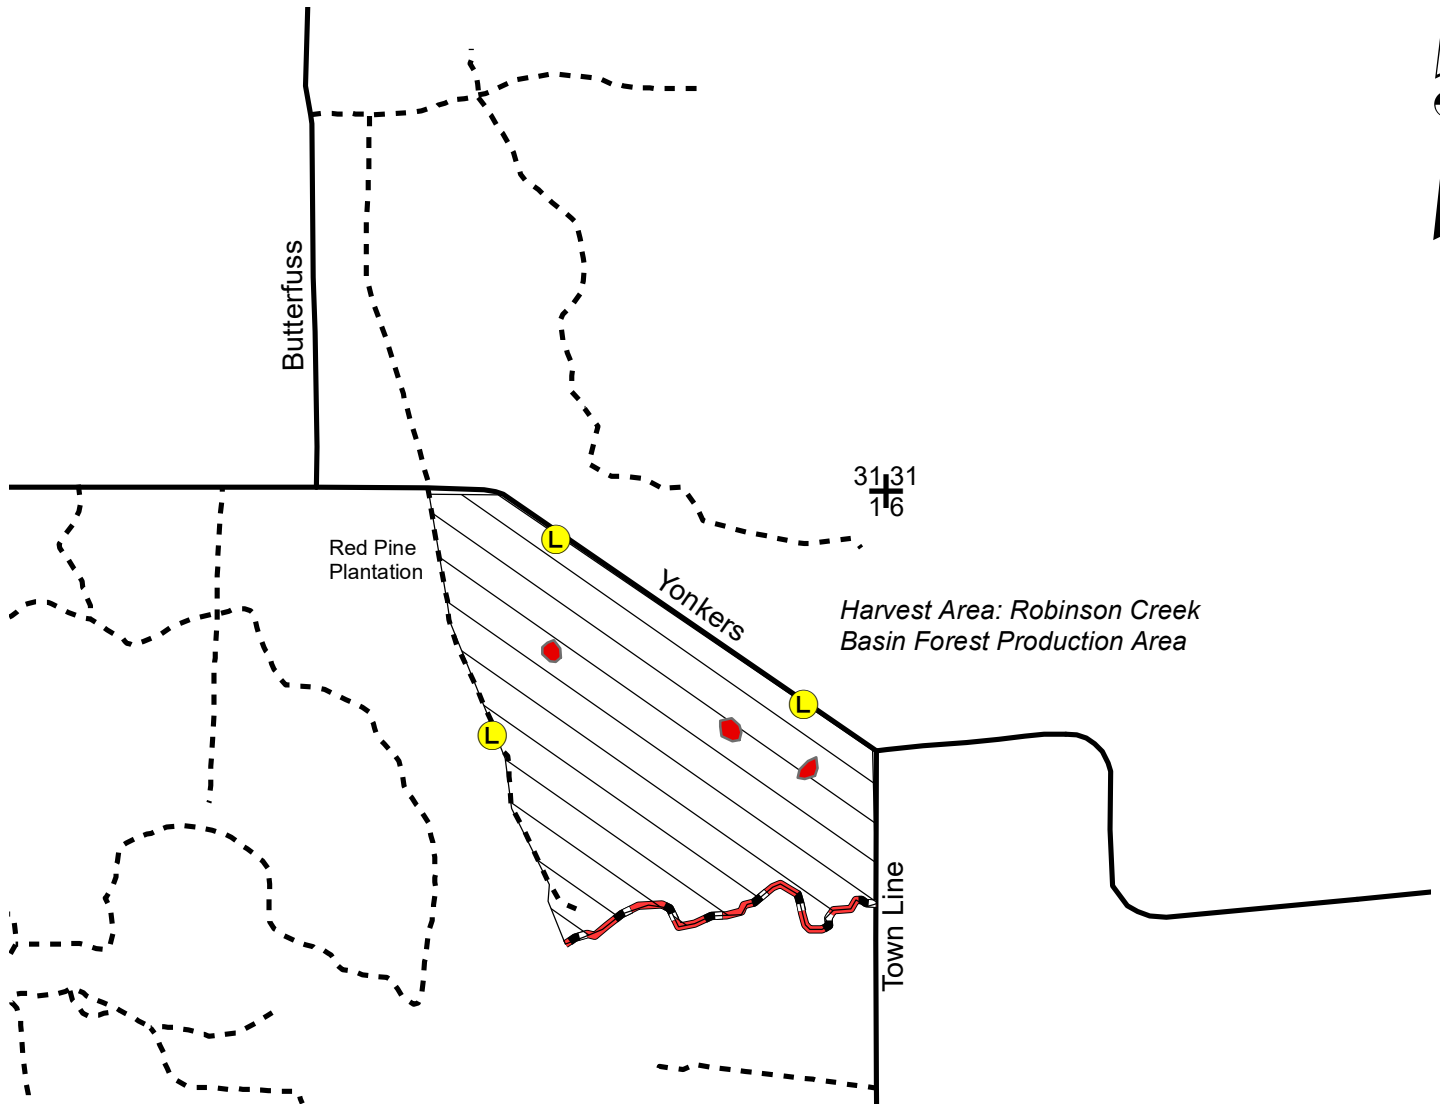 Butterfuss
31 31
1 6
Red Pine
Plantation
L
Yonkers
Harvest Area: Robinson Creek
Basin Forest Production Area
L
L
Town Line